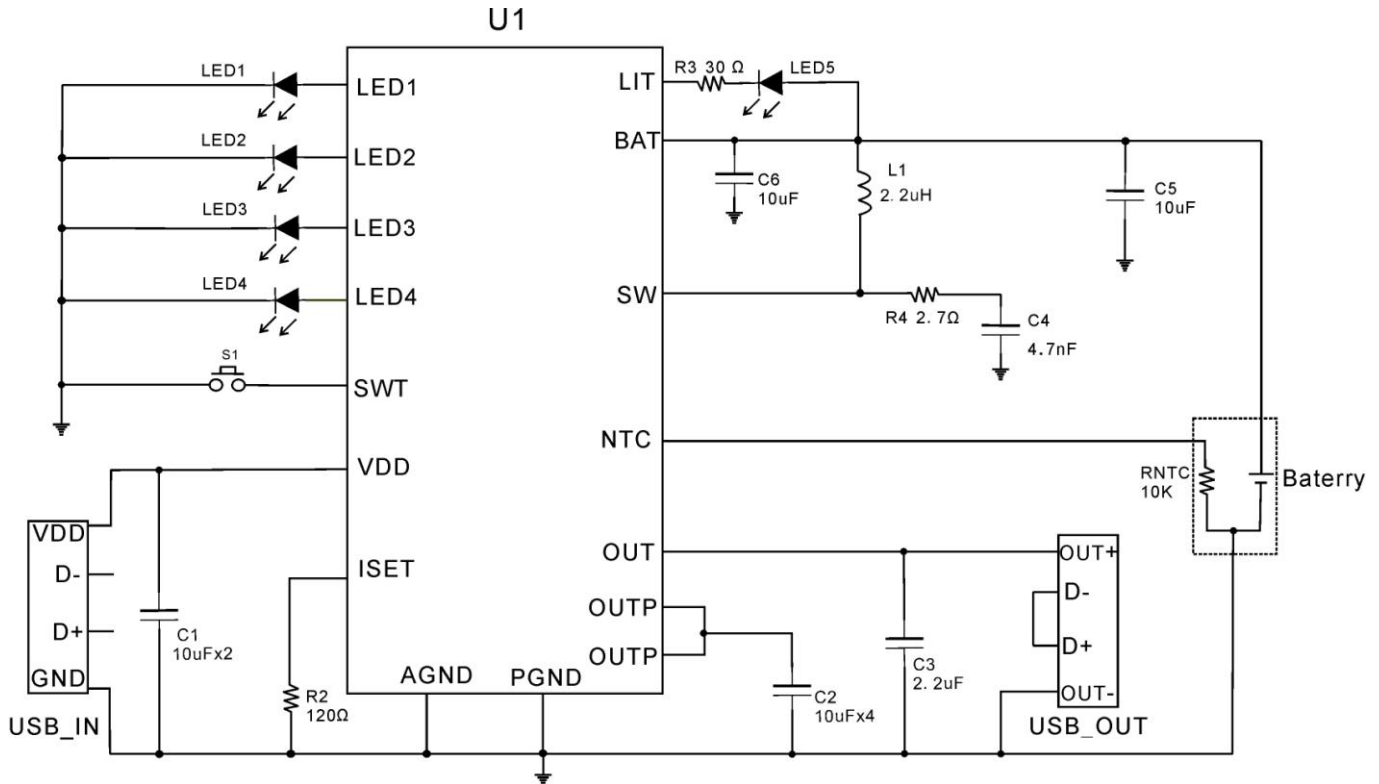 U1
LED1
LED1
LED2
LED2
LED3
LED3
LED4
LED4
S1
SWT
VDD
ISET
AGND
PGND
LIT
BAT
SW
NTC
OUT
OUTP
OUTP
R3 30 Ω
LED5
C6
10uF
L1
2.2uH
C5
10uF
R4 2.7Ω
C4
4.7nF
RNTC
10K
Baterry
VDD
D-
D+
GND
USB_IN
C1
10uFx2
R2
120Ω
C2
10uFx4
C3
2.2uF
OUT+
D-
D+
OUT-
USB_OUT